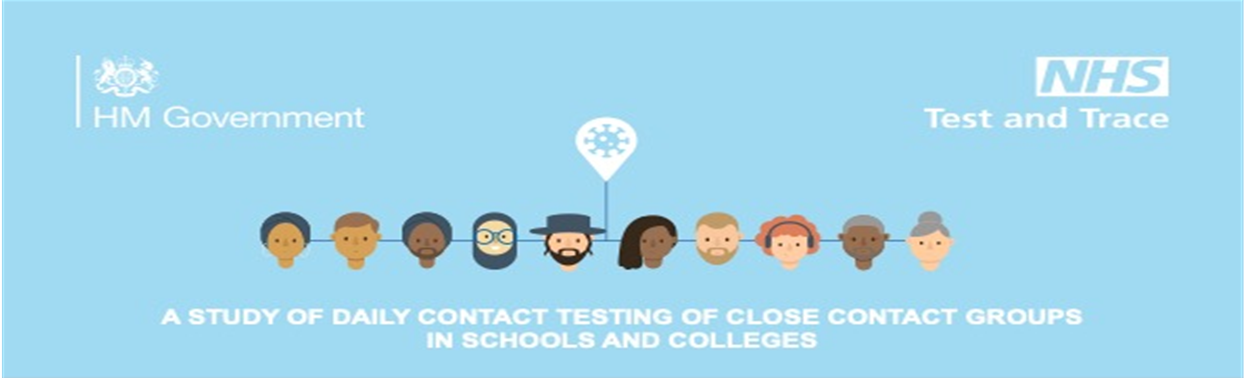 HM Government
NHS
Test and Trace
A STUDY OF DAILY CONTACT TESTING OF CLOSE CONTACT GROUPS
IN SCHOOLS AND COLLEGES